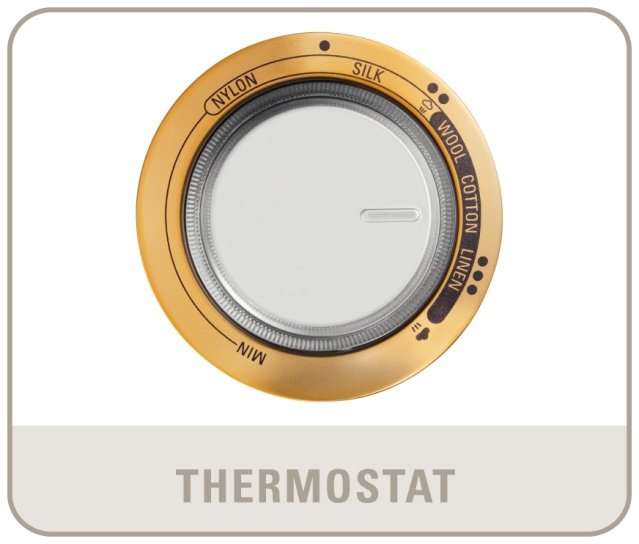 NYLON
SILK
WOOL COTTON LINEN
MIN
THERMOSTAT